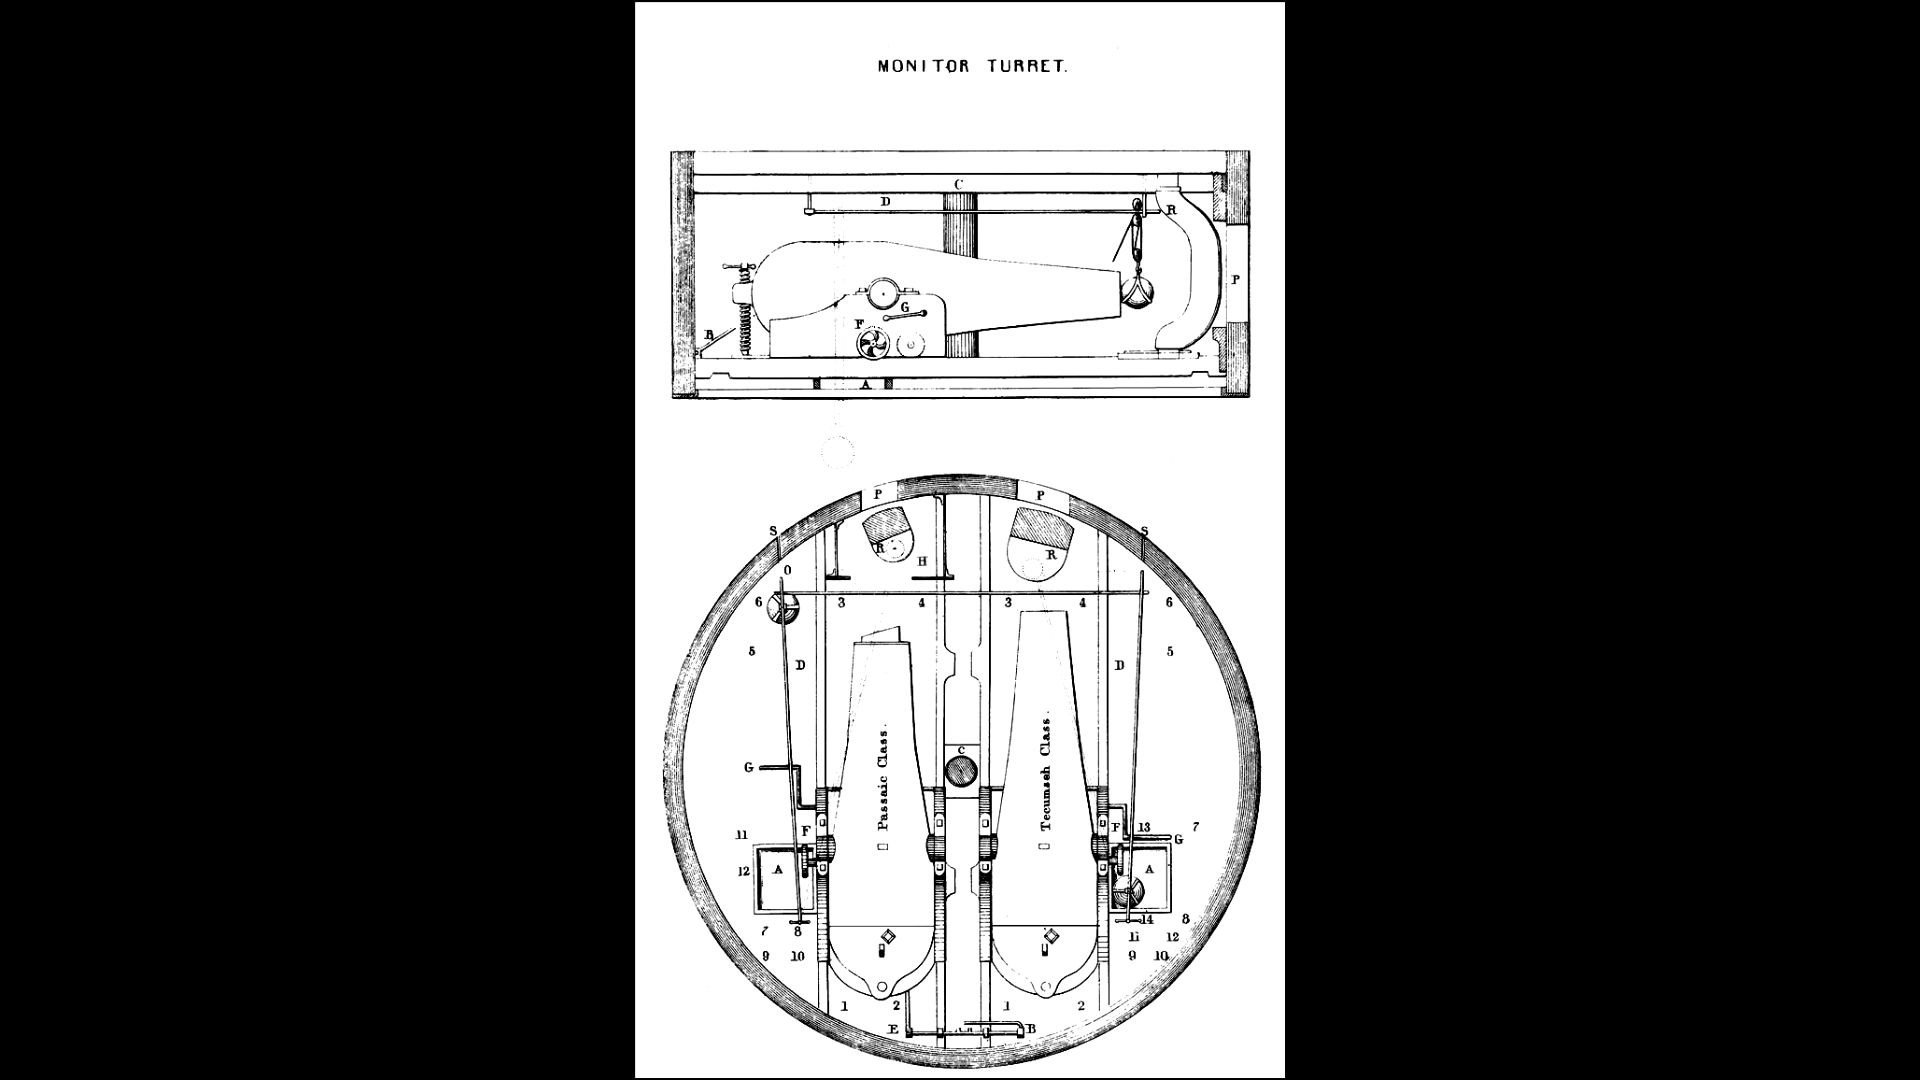 MONITOR TURRET.
C
D
R
P
G
F
B
A
P P
S S
R H R
O
6 3 4 3 4 6
5 5
D D
Passaic Class. Tecumseh Class.
C
G
11 F F 13 7
G
12 A A
14 8
7 8 11 12
9 10 9 10
1 2 1 2
E B